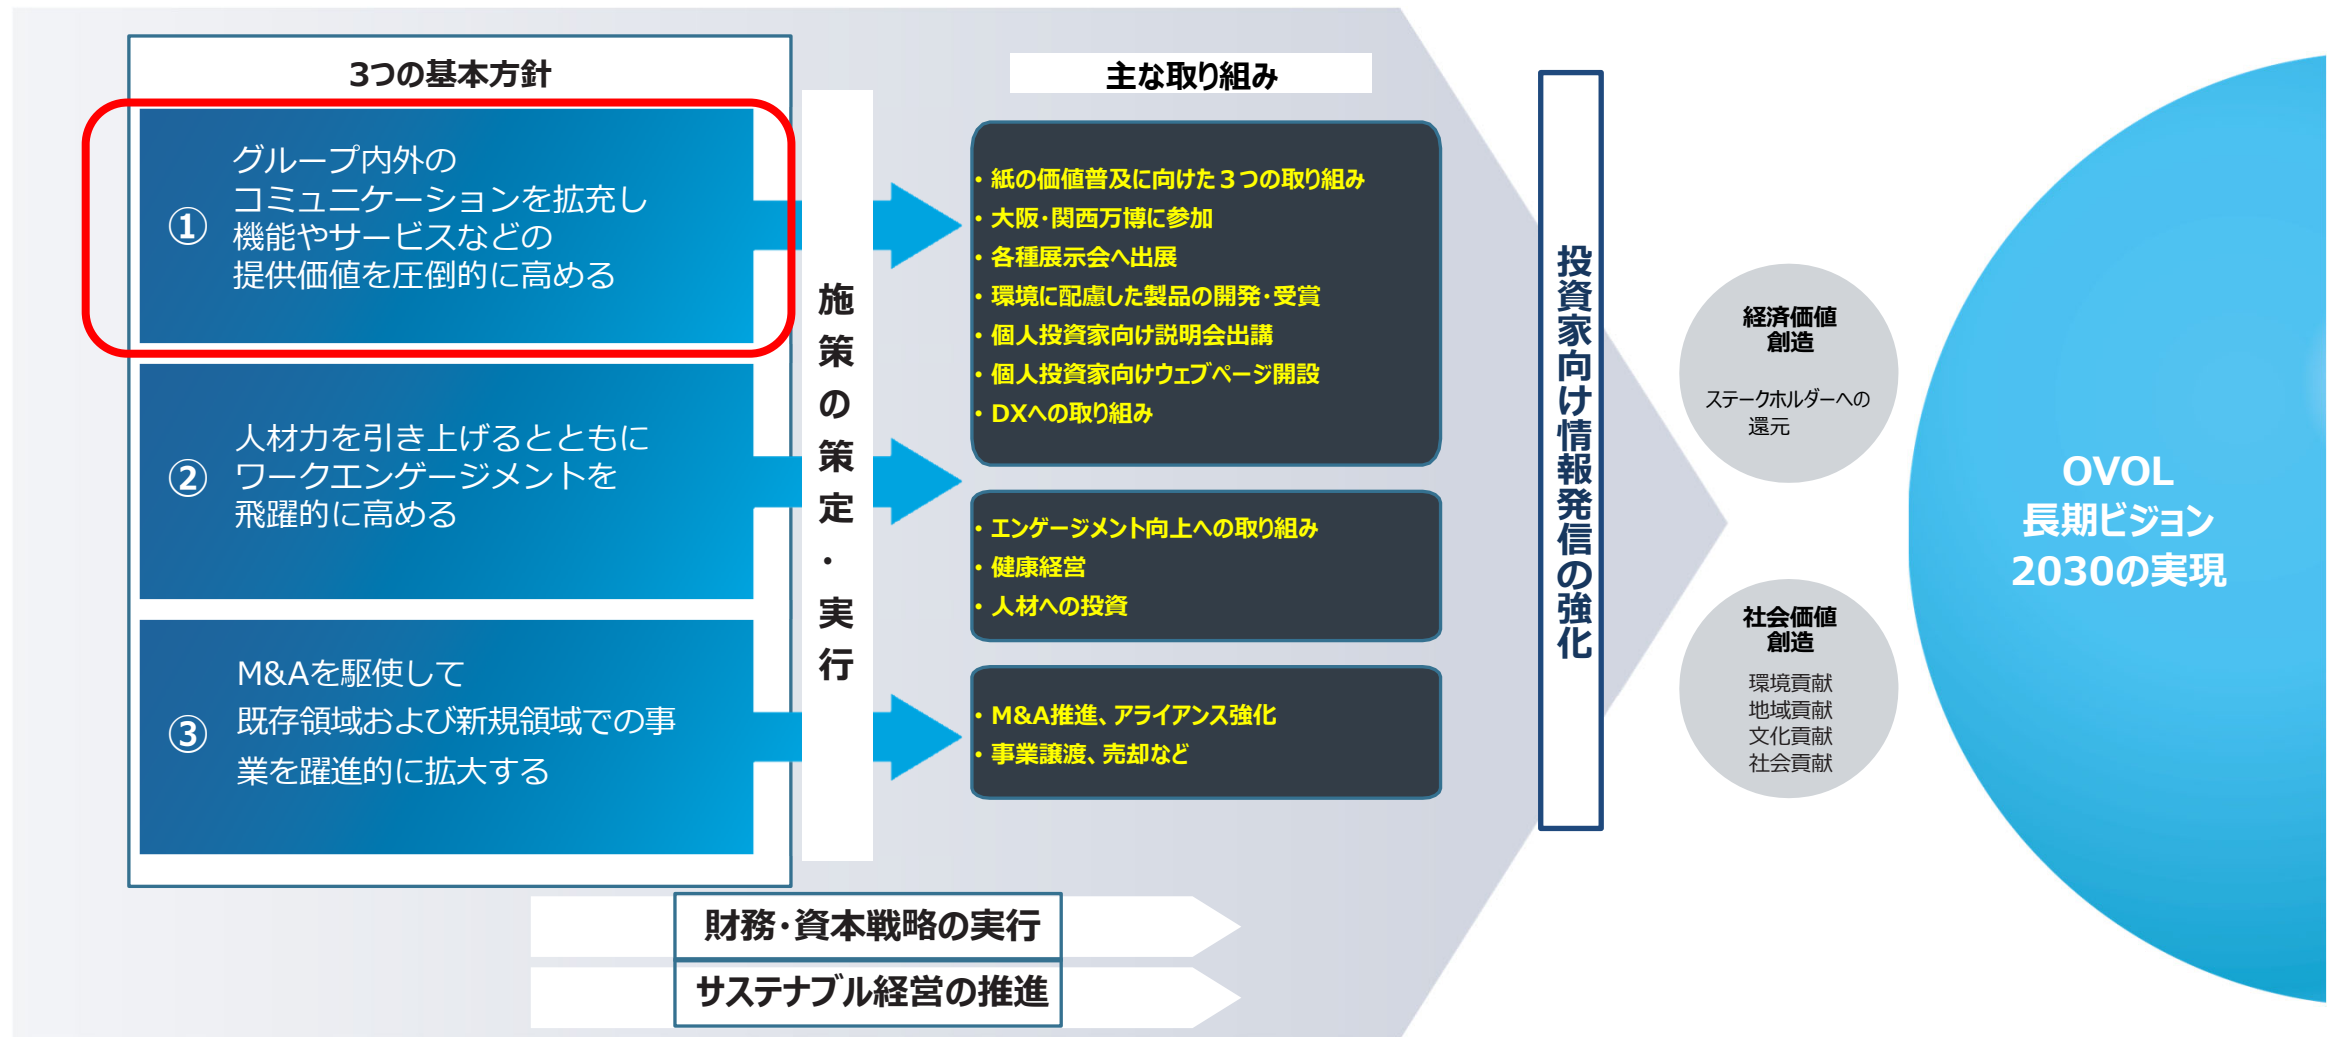 3つの基本方針
①
グループ内外の
コミュニケーションを拡充し
機能やサービスなどの
提供価値を圧倒的に高める
②
人材力を引き上げるとともに
ワークエンゲージメントを
飛躍的に高める
③
M&Aを駆使して
既存領域および新規領域での事
業を躍進的に拡大する
施策の策定・実行
主な取り組み
・紙の価値普及に向けた３つの取り組み
・大阪・関西万博に参加
・各種展示会へ出展
・環境に配慮した製品の開発・受賞
・個人投資家向け説明会出講
・個人投資家向けウェブページ開設
・DXへの取り組み
・エンゲージメント向上への取り組み
・健康経営
・人材への投資
・M&A推進、アライアンス強化
・事業譲渡、売却など
財務・資本戦略の実行
サステナブル経営の推進
投資家向け情報発信の強化
経済価値
創造
ステークホルダーへの
還元
社会価値
創造
環境貢献
地域貢献
文化貢献
社会貢献
OVOL
長期ビジョン
2030の実現